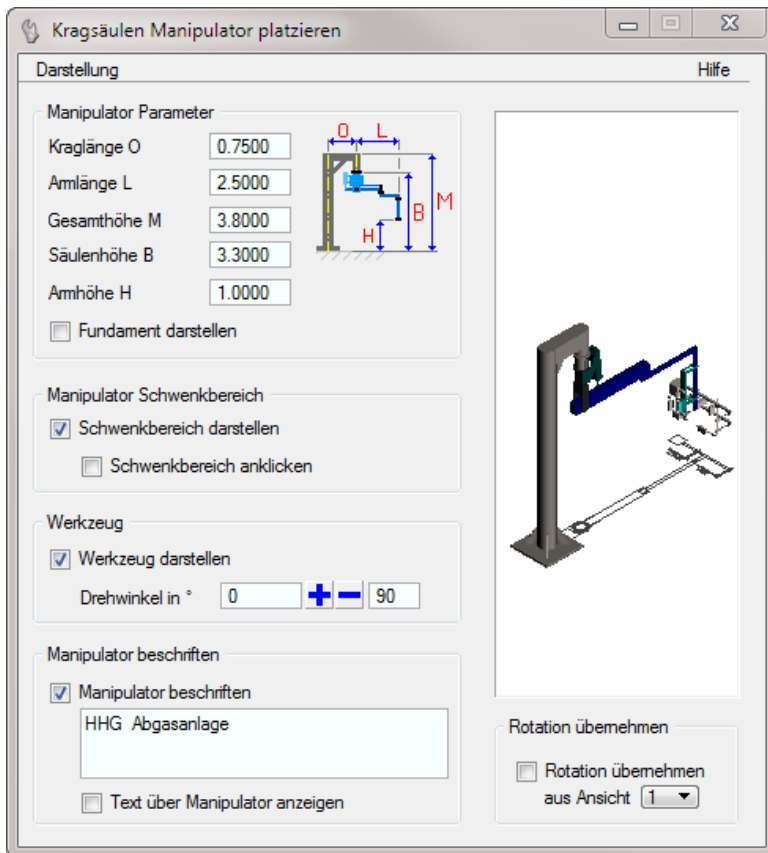 Kragsäulen Manipulator platzieren
Darstellung Hilfe
Manipulator Parameter
Kraglänge O 0.7500
Armlänge L 2.5000
Gesamthöhe M 3.8000
Säulenhöhe B 3.3000
Armhöhe H 1.0000
O L
B M
H
Fundament darstellen
Manipulator Schwenkbereich
Schwenkbereich darstellen
Schwenkbereich anklicken
Werkzeug
Werkzeug darstellen
Drehwinkel in ° 0 90
Manipulator beschriften
Manipulator beschriften
HHG Abgasanlage
Text über Manipulator anzeigen
Rotation übernehmen
Rotation übernehmen
aus Ansicht 1